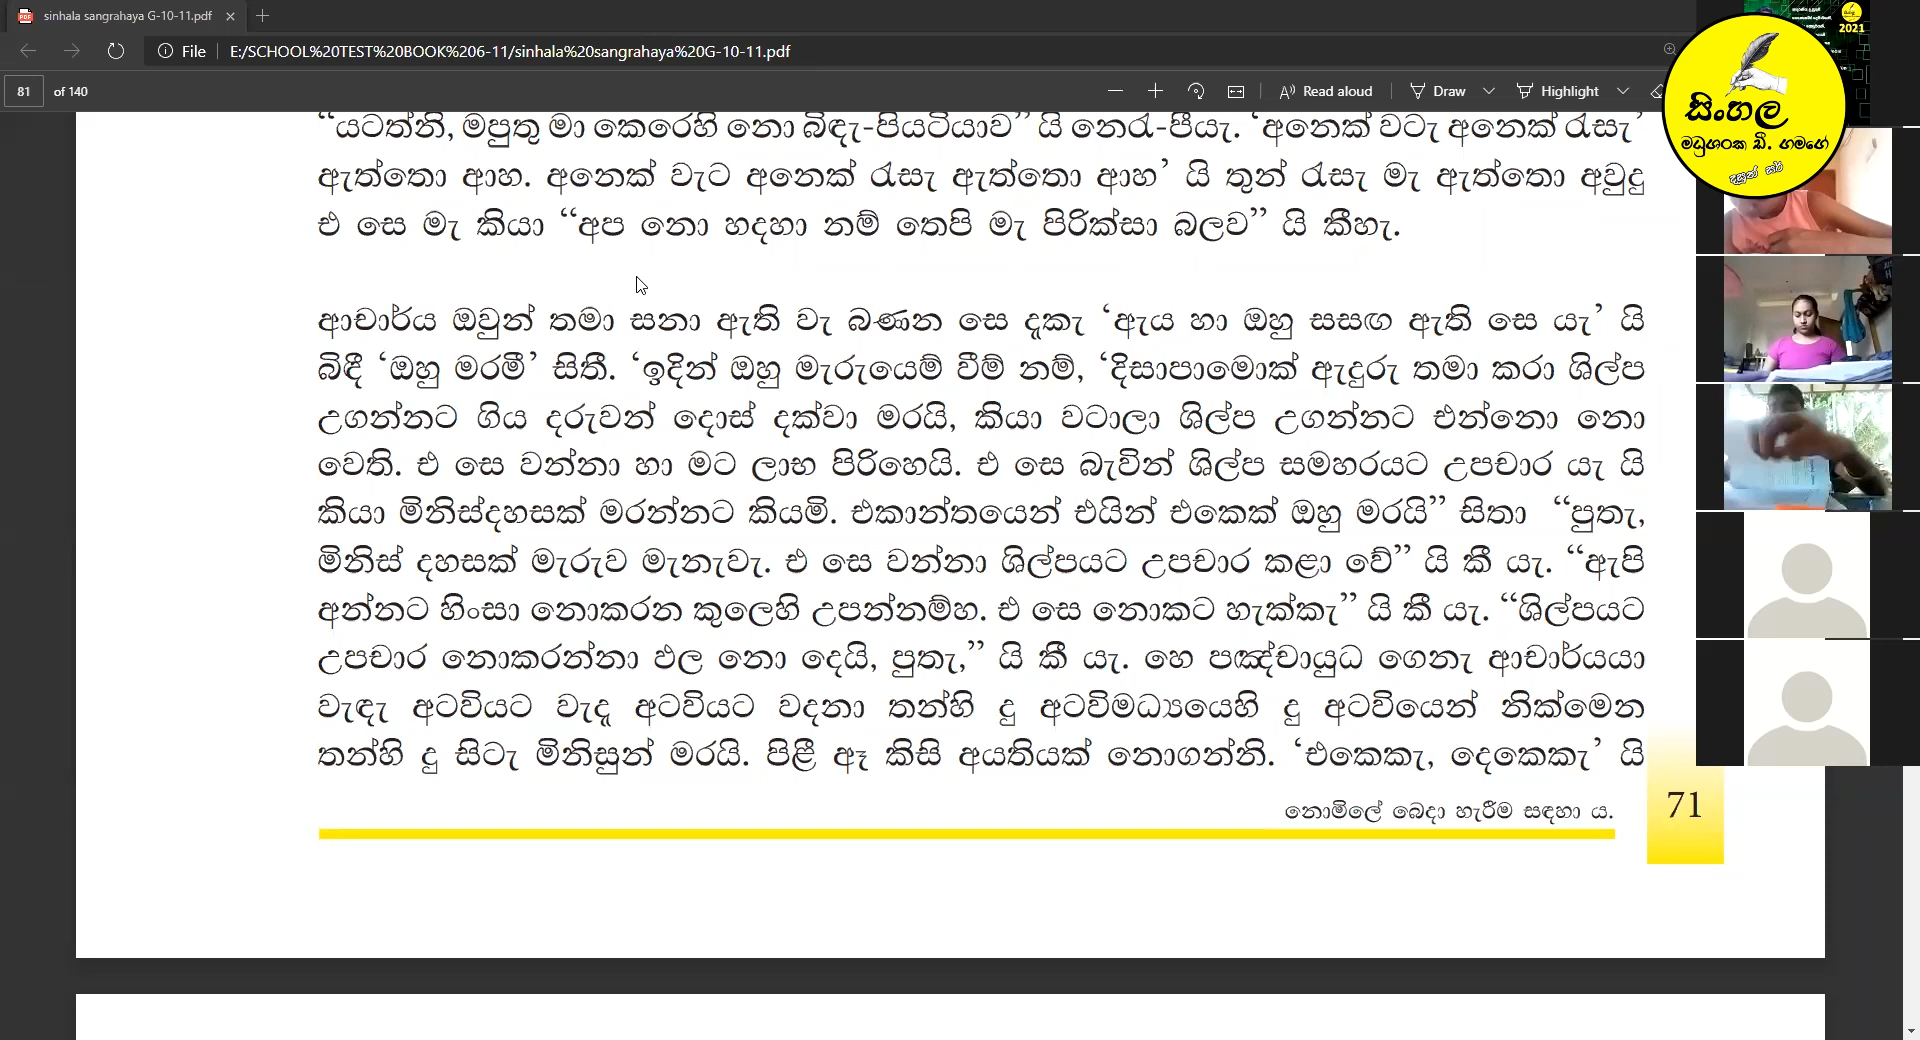 sinhala sangrahaya G-10-11.pdf
File E:/SCHOOL%20TEST%20BOOK%206-11/sinhala%20sangrahaya%20G-10-11.pdf
81 of 140 Read aloud Draw Highlight
2021
සිංහල
මධුශංක ඩී. ගමගේ
“යටත්නි, මපුතු මා කෙරෙහි නො බිඳැ-පියටියාව” යි නෙරැ-පීයැ. ‘අනෙක් වටැ අනෙක් රැසැ’
ඇත්තො ආහ. අනෙක් වැට අනෙක් රැසැ ඇත්තො ආහ’ යි තුන් රැසැ මැ ඇත්තො අවුදු
එ සෙ මැ කියා “අප නො හදහා නම් තෙපි මැ පිරික්සා බලව” යි කීහැ.
ආචාර්ය ඔවුන් තමා සනා ඇති වැ බණන සෙ දැකැ ‘ඇය හා ඔහු සසඟ ඇති සෙ යැ’ යි
බිඳී ‘ඔහු මරමී’ සිතී. ‘ඉදින් ඔහු මැරුයෙම් වීම් නම්, ‘දිසාපාමොක් ඇදුරු තමා කරා ශිල්ප
උගන්නට ගිය දරුවන් දොස් දක්වා මරයි, කියා වටාලා ශිල්ප උගන්නට එන්නො නො
වෙති. එ සෙ වන්නා හා මට ලාභ පිරිහෙයි. එ සෙ බැවින් ශිල්ප සමහරයට උපචාර යැ යි
කියා මිනිස්දහසක් මරන්නට කියමි. එකාන්තයෙන් එයින් එකෙක් ඔහු මරයි” සිතා “පුතැ,
මිනිස් දහසක් මැරුව මැනැවැ. එ සෙ වන්නා ශිල්පයට උපචාර කළා වේ” යි කී යැ. “ඇපි
අන්නට හිංසා නොකරන කුලෙහි උපන්නම්හ. එ සෙ නොකට හැක්කැ” යි කී යැ. “ශිල්පයට
උපචාර නොකරන්නා ඵල නො දෙයි, පුතැ,” යි කී යැ. හෙ පඤ්චායුධ ගෙනැ ආචාර්යයා
වැඳැ අටවියට වැදැ අටවියට වදනා තන්හි දු අටවිමධ්‍යයෙහි දු අටවියෙන් නික්මෙන
තන්හි දු සිටැ මිනිසුන් මරයි. පිළී ඈ කිසි අයතියක් නොගන්නි. ‘එකෙකැ, දෙකෙකැ’ යි
නොමිලේ බෙදා හැරීම සඳහා ය.
71